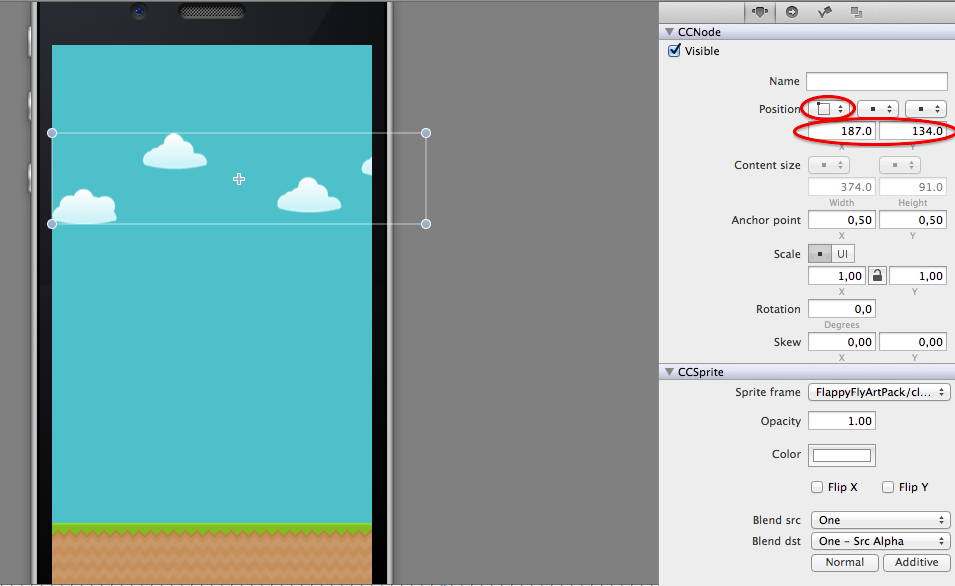 CCNode
Visible
Name
Position
187.0 134.0
X Y
Content size
374.0 91.0
Width Height
Anchor point 0,50 0,50
X Y
Scale UI
1,00 1,00
X Y
Rotation 0,0
Degrees
Skew 0,00 0,00
X Y
CCSprite
Sprite frame FlappyFlyArtPack/cl...
Opacity 1.00
Color
Flip X Flip Y
Blend src One
Blend dst One - Src Alpha
Normal Additive